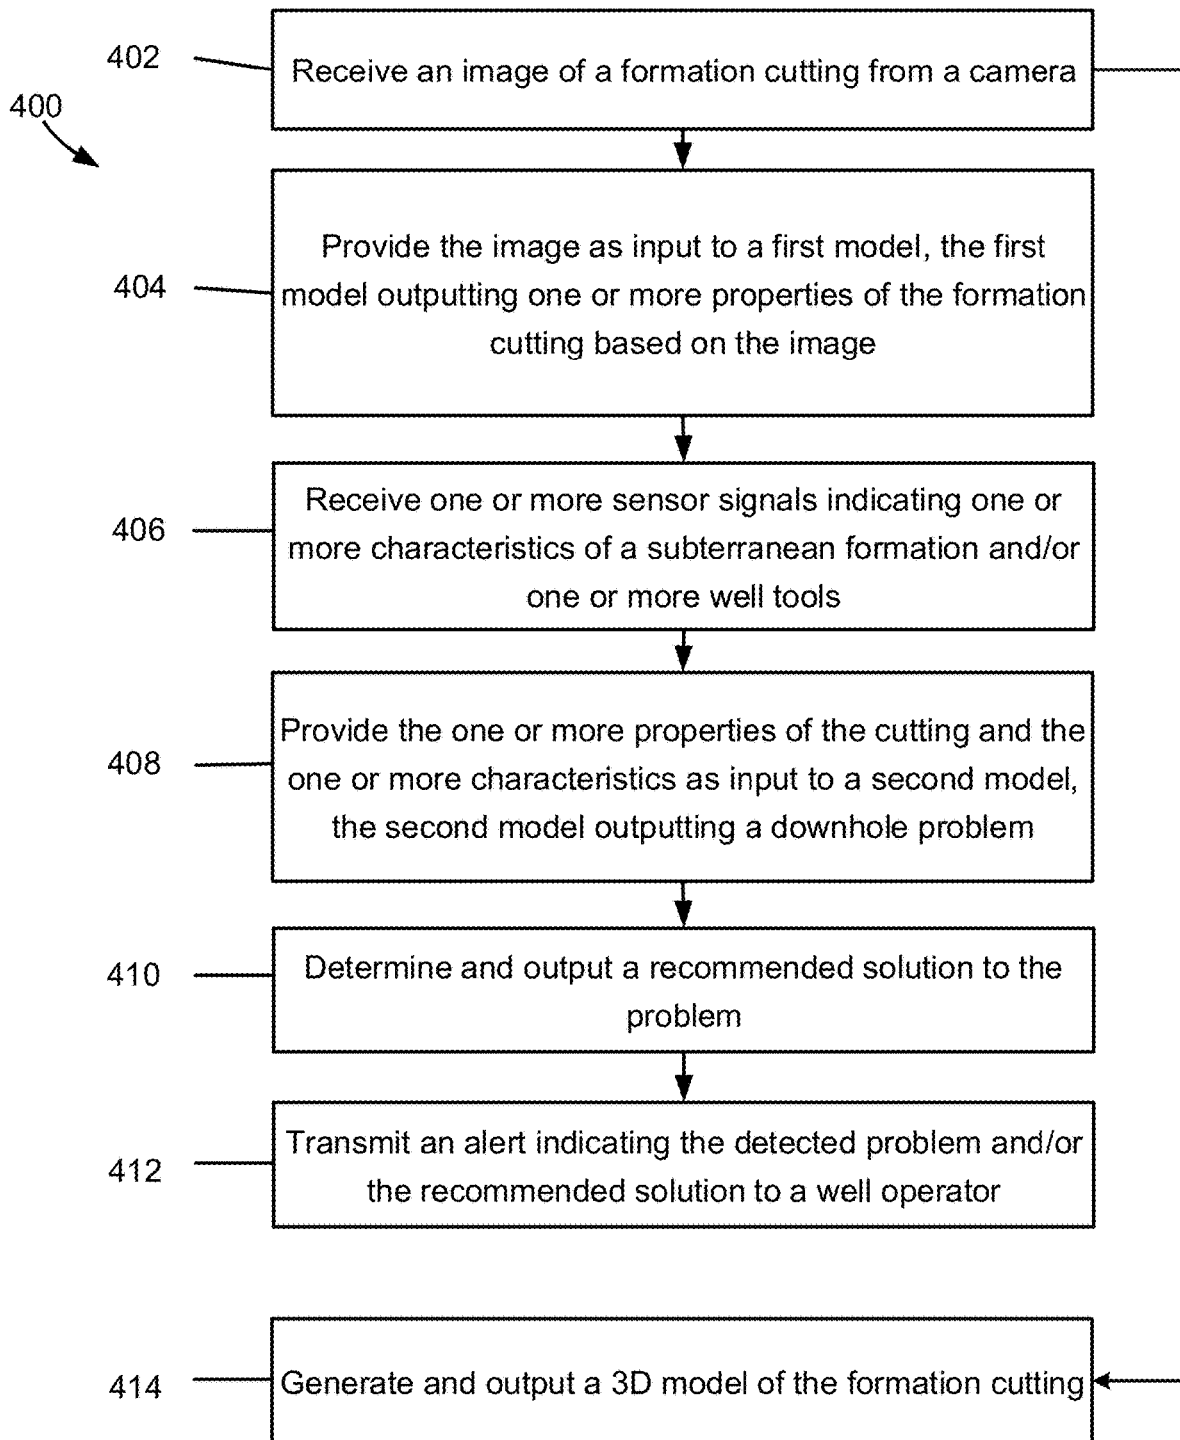 402
Receive an image of a formation cutting from a camera
400
Provide the image as input to a first model, the first
404
model outputting one or more properties of the formation
cutting based on the image
Receive one or more sensor signals indicating one or
406
more characteristics of a subterranean formation and/or
one or more well tools
Provide the one or more properties of the cutting and the
408
one or more characteristics as input to a second model,
the second model outputting a downhole problem
410
Determine and output a recommended solution to the
problem
412
Transmit an alert indicating the detected problem and/or
the recommended solution to a well operator
414
Generate and output a 3D model of the formation cutting